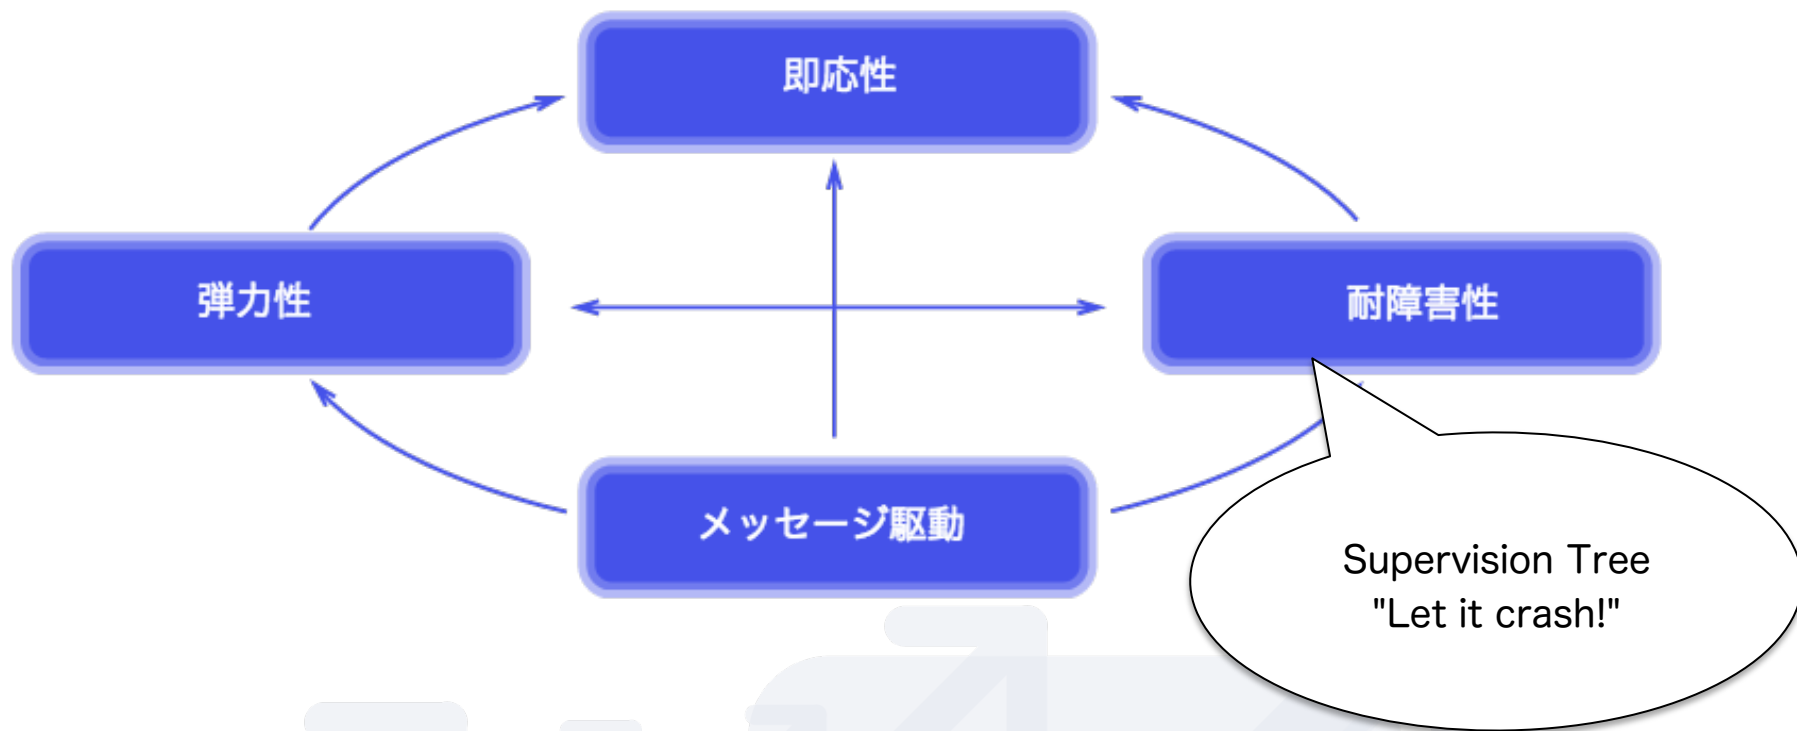 即応性
弾力性
耐障害性
メッセージ駆動
Supervision Tree
"Let it crash!"